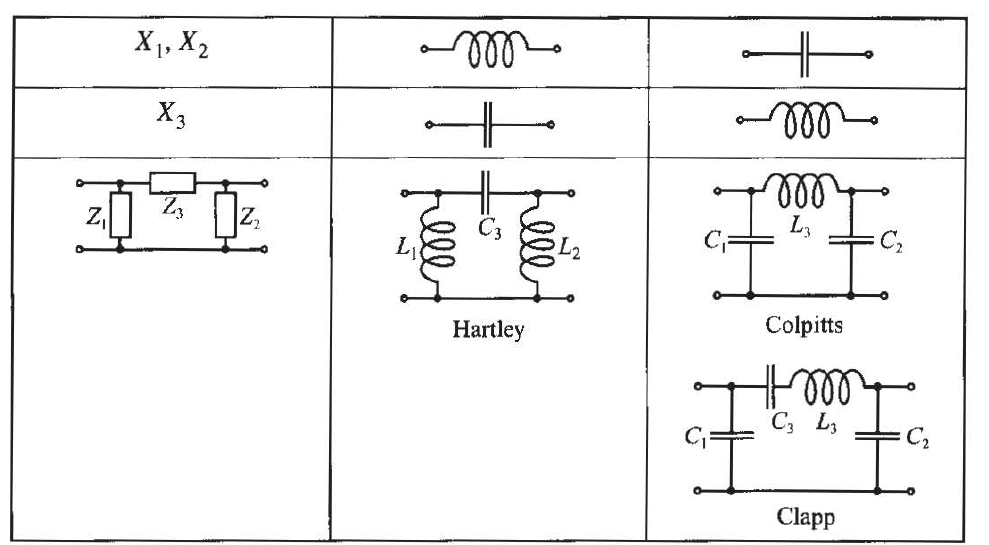 X₁, X₂
X₃
Z₁
Z₃
Z₂
L₁
C₃
L₂
Hartley
C₁
L₃
C₂
Colpitts
C₁
C₃
L₃
C₂
Clapp